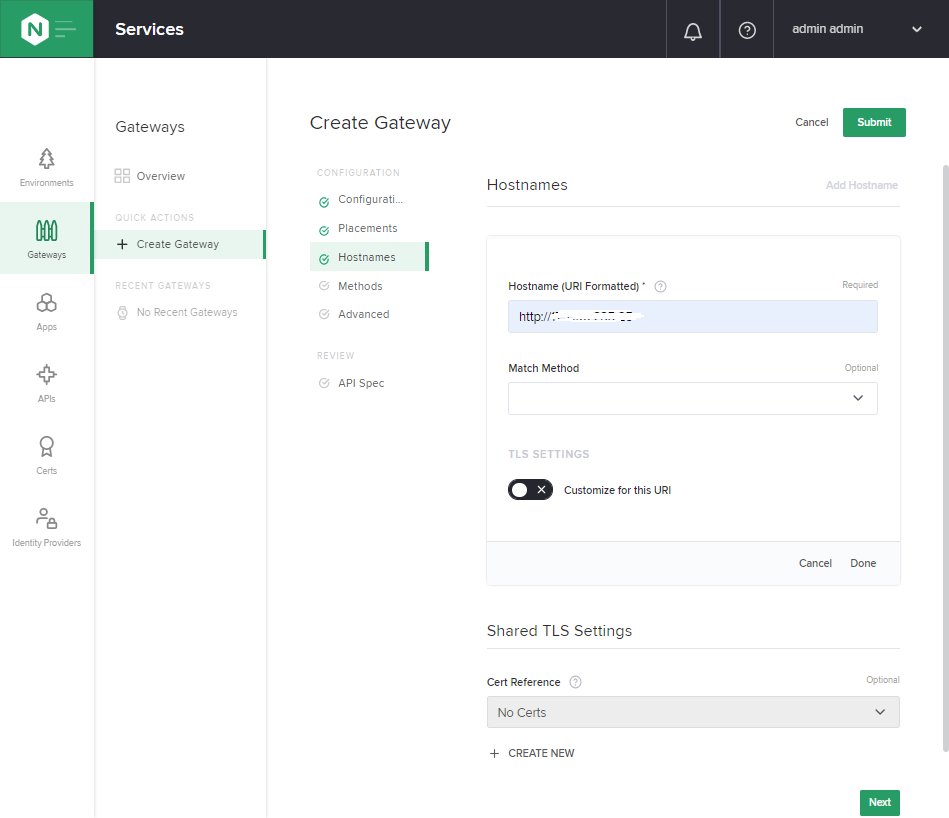 N
Services
admin admin
Environments
Gateways
Apps
APIs
Certs
Identity Providers
Gateways
Overview
QUICK ACTIONS
Create Gateway
RECENT GATEWAYS
No Recent Gateways
Create Gateway
Cancel
Submit
CONFIGURATION
Configurati...
Placements
Hostnames
Methods
Advanced
REVIEW
API Spec
Hostnames
Add Hostname
Hostname (URI Formatted) *
Required
http://
Match Method
Optional
TLS SETTINGS
Customize for this URI
Cancel
Done
Shared TLS Settings
Cert Reference
Optional
No Certs
+ CREATE NEW
Next